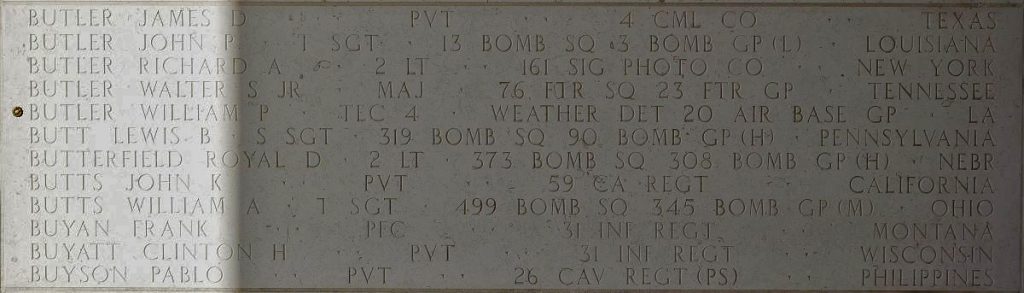 BUTLER JAMES D · PVT · 4 CML CO · TEXAS
BUTLER JOHN P · T SGT · 13 BOMB SQ · 3 BOMB GP (L) · LOUISIANA
BUTLER RICHARD A · 2 LT · 161 SIG PHOTO CO · NEW YORK
BUTLER WALTER S JR · MAJ · 76 FTR SQ 23 FTR GP · TENNESSEE
BUTLER WILLIAM P · TEC 4 · WEATHER DET 20 AIR BASE GP · LA
BUTT LEWIS B · S SGT · 319 BOMB SQ 90 BOMB GP (H) · PENNSYLVANIA
BUTTERFIELD ROYAL D · 2 LT · 373 BOMB SQ 308 BOMB GP (H) · NEBR
BUTTS JOHN K · PVT · 59 CA REGT · CALIFORNIA
BUTTS WILLIAM A · T SGT · 499 BOMB SQ 345 BOMB GP (M) · OHIO
BUYAN FRANK · PFC · 31 INF REGT · MONTANA
BUYATT CLINTON H · PVT · 31 INF REGT · WISCONSIN
BUYSON PABLO · PVT · 26 CAV REGT (PS) · PHILIPPINES